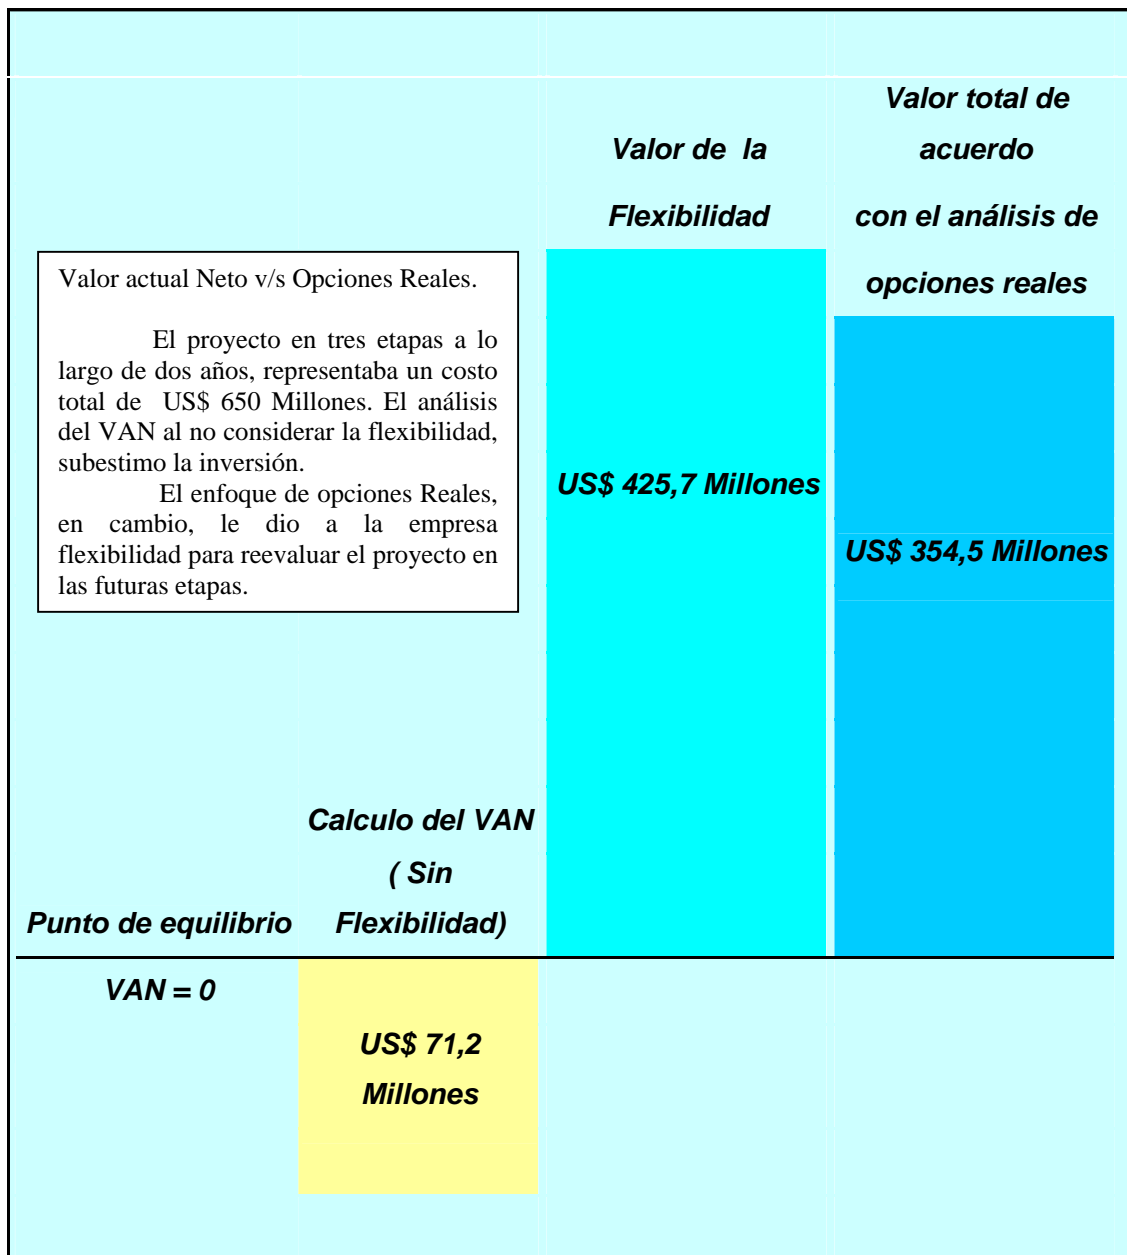 Valor de la
Flexibilidad
Valor total de
acuerdo
con el análisis de
opciones reales
Valor actual Neto v/s Opciones Reales.
El proyecto en tres etapas a lo
largo de dos años, representaba un costo
total de US$ 650 Millones. El análisis
del VAN al no considerar la flexibilidad,
subestimo la inversión.
El enfoque de opciones Reales,
en cambio, le dio a la empresa
flexibilidad para reevaluar el proyecto en
las futuras etapas.
US$ 425,7 Millones
US$ 354,5 Millones
Punto de equilibrio
Calculo del VAN
( Sin
Flexibilidad)
VAN = 0
US$ 71,2
Millones